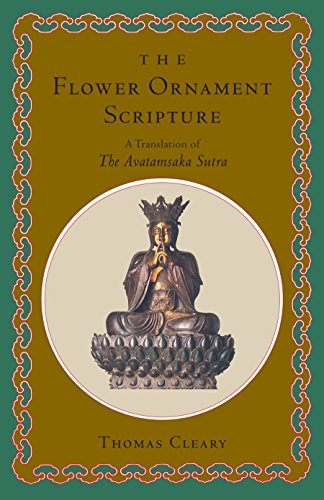 THE
FLOWER ORNAMENT
SCRIPTURE
A Translation of
The Avatamsaka Sutra
THOMAS CLEARY